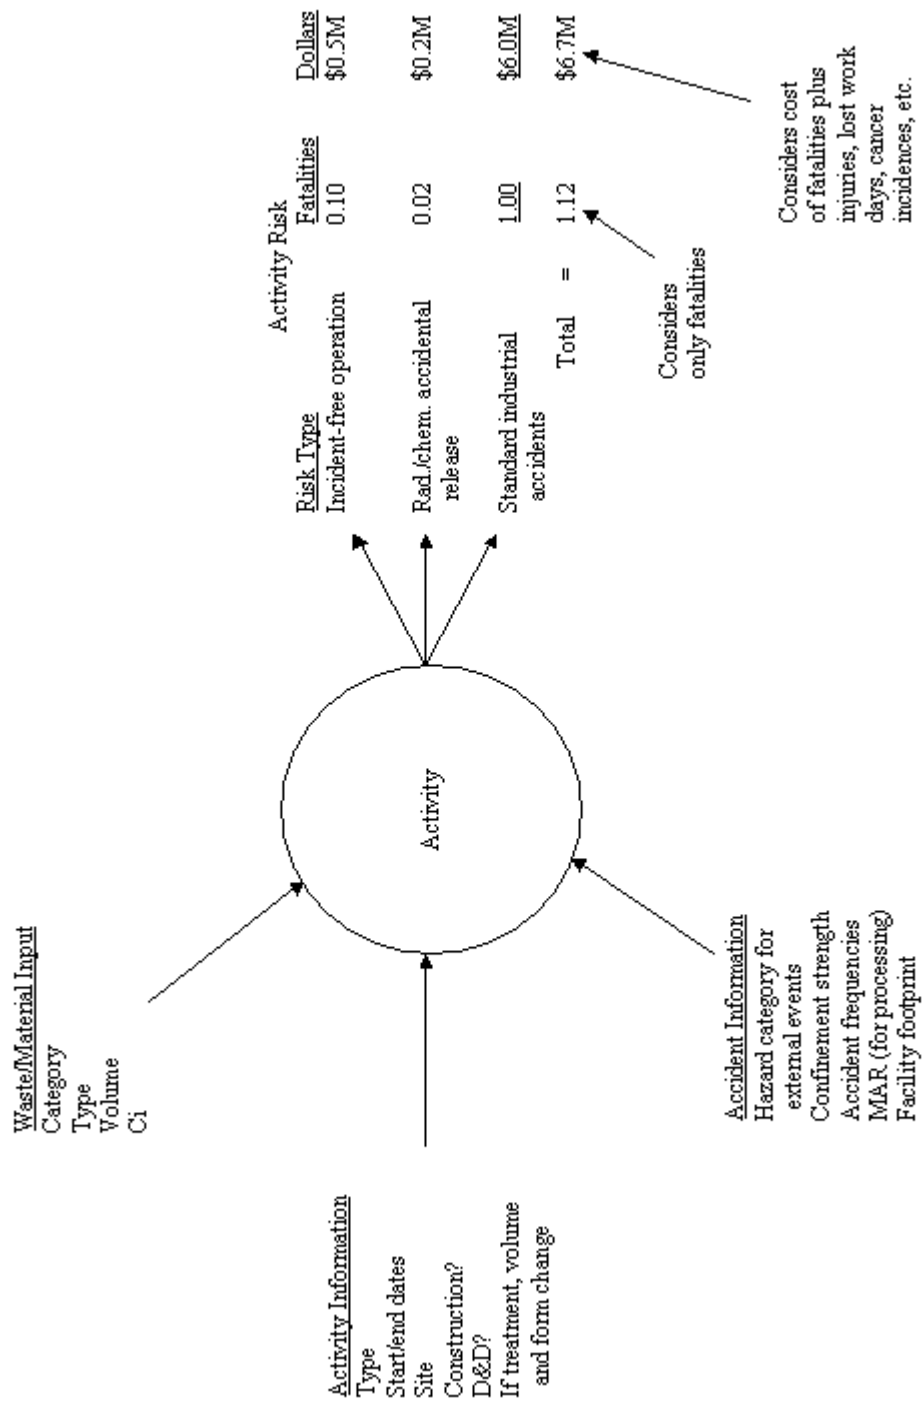 Waste/Material Input
Category
Type
Volume
Ci
Activity Information
Type
Start/end dates
Site
Construction?
D&D?
If treatment, volume
and form change
Accident Information
Hazard category for
external events
Confinement strength
Accident frequencies
MAR (for processing)
Facility footprint
Activity
Activity Risk
Risk Type Fatalities Dollars
Incident-free operation 0.10 $0.5M
Rad./chem. accidental 0.02 $0.2M
release
Standard industrial 1.00 $6.0M
accidents
Total = 1.12 $6.7M
Considers
only fatalities
Considers cost
of fatalities plus
injuries, lost work
days, cancer
incidences, etc.